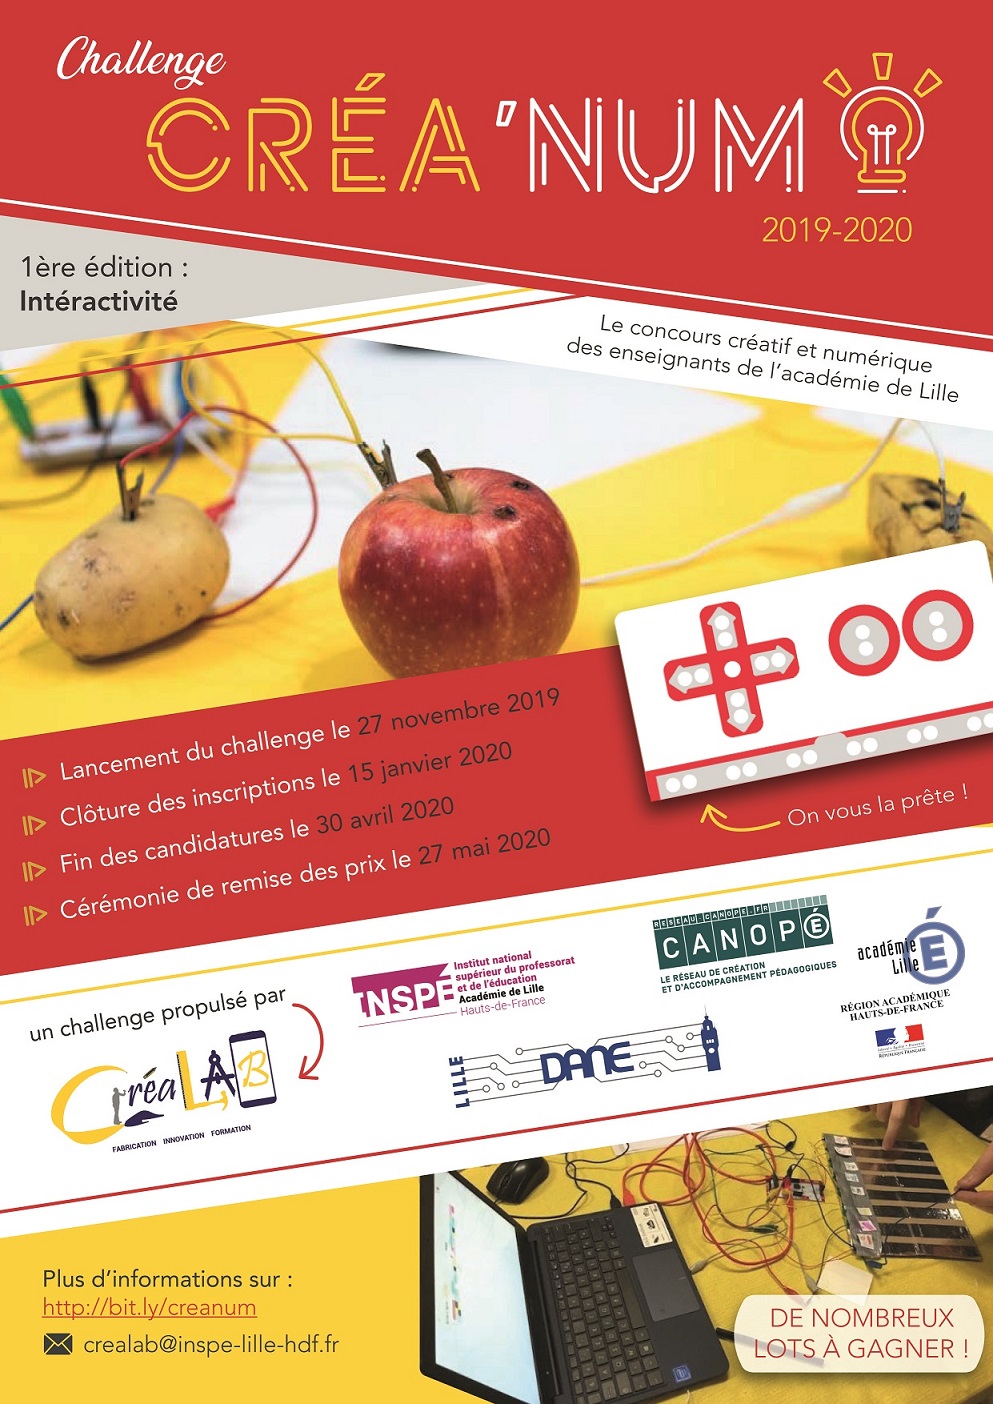 Challenge
CRÉA'NUM
2019-2020
1ère édition :
Intéractivité
Le concours créatif et numérique
des enseignants de l'académie de Lille
Lancement du challenge le 27 novembre 2019
Clôture des inscriptions le 15 janvier 2020
Fin des candidatures le 30 avril 2020
Cérémonie de remise des prix le 27 mai 2020
On vous la prête !
un challenge propulsé par
CréaLAB
FABRICATION INNOVATION FORMATION
INSPÉ
Institut national
supérieur du professorat
et de l'éducation
Académie de Lille
Hauts-de-France
RESEAU.CANOPE.FR
CANOPÉ
LE RÉSEAU DE CRÉATION
ET D'ACCOMPAGNEMENT PÉDAGOGIQUES
académie
Lille
É
RÉGION ACADÉMIQUE
HAUTS-DE-FRANCE
RÉPUBLIQUE FRANÇAISE
LILLE
DANE
Plus d'informations sur :
http://bit.ly/creanum
crealab@inspe-lille-hdf.fr
DE NOMBREUX
LOTS À GAGNER !